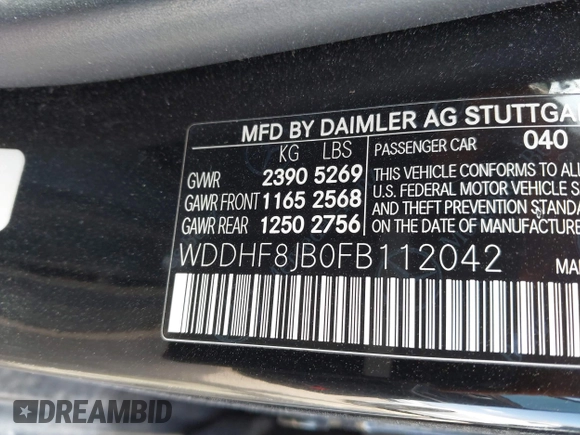 MFD BY DAIMLER AG STUTTGA
KG LBS
GVWR 2390 5269
GAWR FRONT 1165 2568
GAWR REAR 1250 2756
PASSENGER CAR 040
THIS VEHICLE CONFORMS TO ALL
U.S. FEDERAL MOTOR VEHICLE S
AND THEFT PREVENTION STANDA
ON THE DATE OF MANUFACTURE
WDDHF8JB0FB112042
MA
DREAMBID